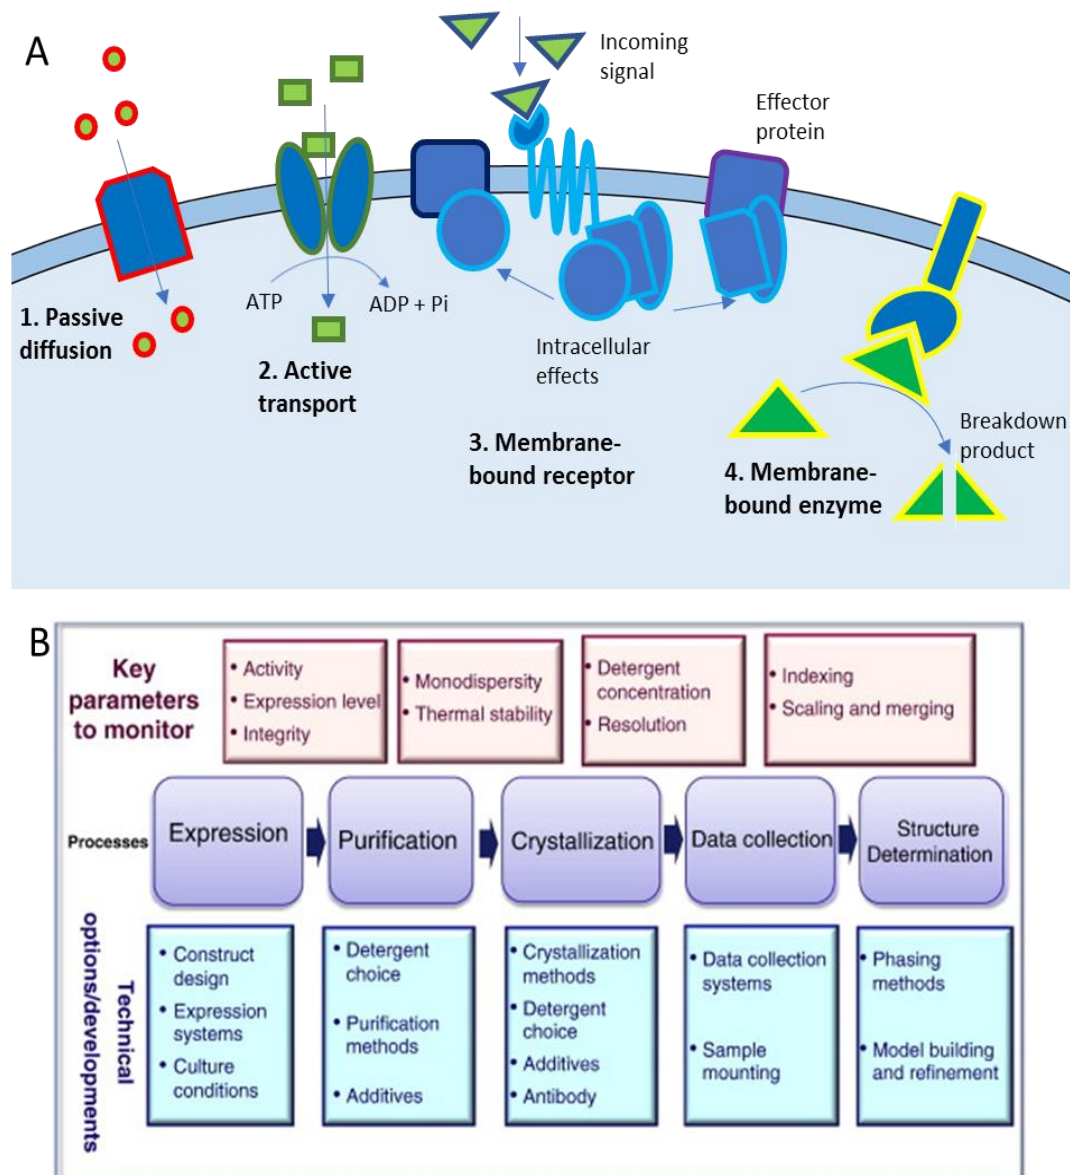 A
Incoming
signal
Effector
protein
ATP
ADP + Pi
1. Passive
diffusion
2. Active
transport
Intracellular
effects
3. Membrane-
bound receptor
4. Membrane-
bound enzyme
Breakdown
product
B
Key
parameters
to monitor
• Activity
• Expression level
• Integrity
• Monodispersity
• Thermal stability
• Detergent
concentration
• Resolution
• Indexing
• Scaling and merging
Processes
Expression
Purification
Crystallization
Data collection
Structure
Determination
Technical
options/developments
• Construct
design
• Expression
systems
• Culture
conditions
• Detergent
choice
• Purification
methods
• Additives
• Crystallization
methods
• Detergent
choice
• Additives
• Antibody
• Data collection
systems
• Sample
mounting
• Phasing
methods
• Model building
and refinement